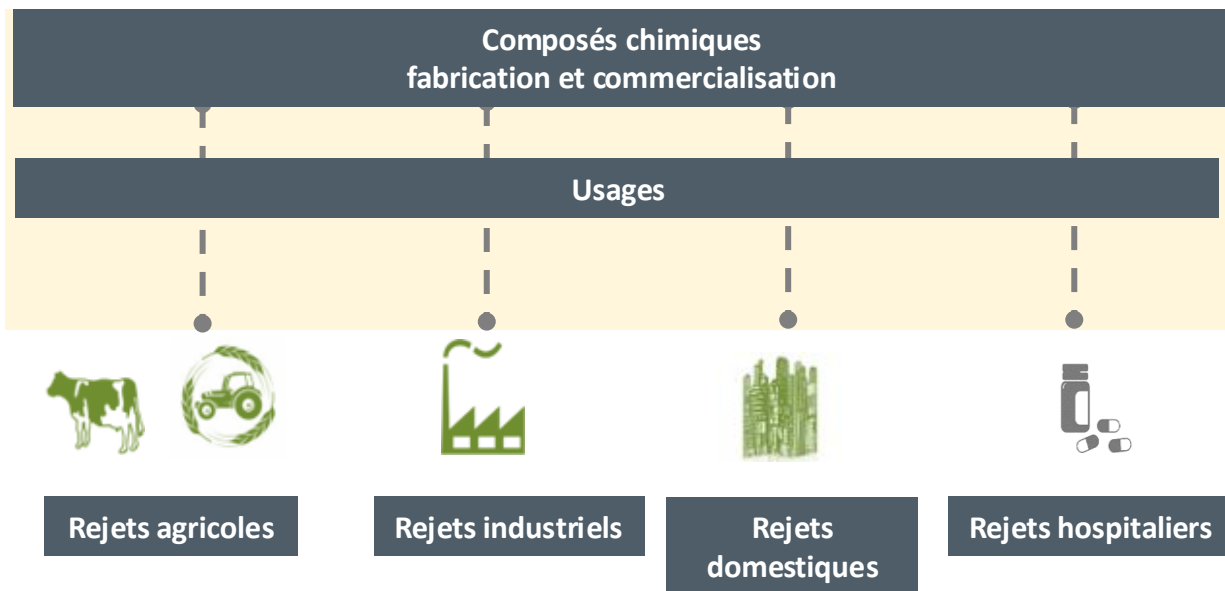 Composés chimiques
fabrication et commercialisation
Usages
Rejets agricoles
Rejets industriels
Rejets
domestiques
Rejets hospitaliers